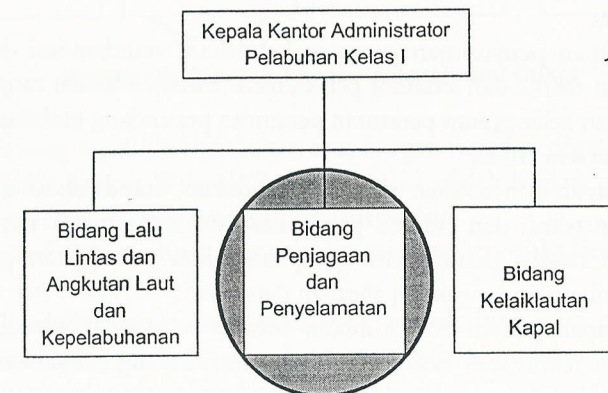 Kepala Kantor Administrator
Pelabuhan Kelas I
Bidang Lalu
Lintas dan
Angkutan Laut
dan
Kepelabuhanan
Bidang
Penjagaan
dan
Penyelamatan
Bidang
Kelaiklautan
Kapal